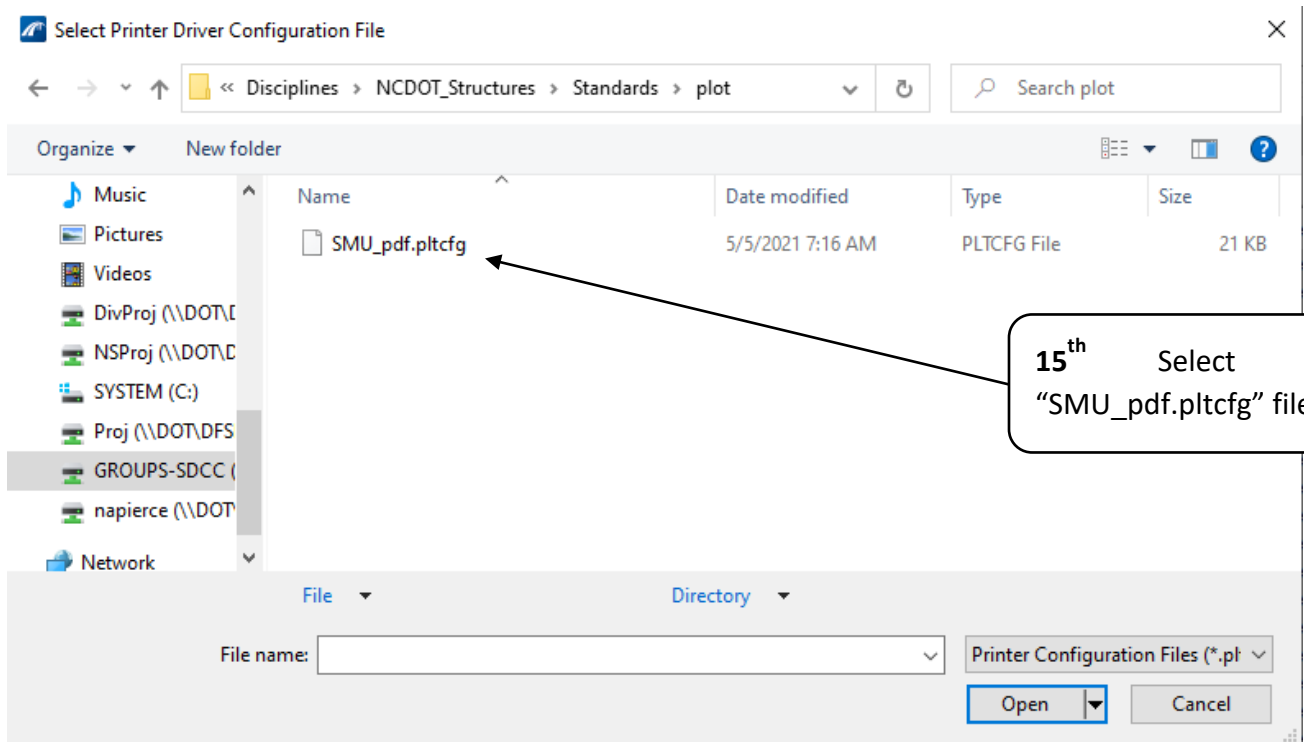 Select Printer Driver Configuration File
« Disciplines › NCDOT_Structures › Standards › plot
Search plot
Organize
New folder
Music
Pictures
Videos
DivProj (\\DOT\D
NSProj (\\DOT\D
SYSTEM (C:)
Proj (\\DOT\DFS
GROUPS-SDCC (
napierce (\\DOT\
Network
Name Date modified Type Size
SMU_pdf.pltcfg 5/5/2021 7:16 AM PLTCFG File 21 KB
15th Select
“SMU_pdf.pltcfg” file
File Directory
File name:
Printer Configuration Files (*.pl
Open Cancel